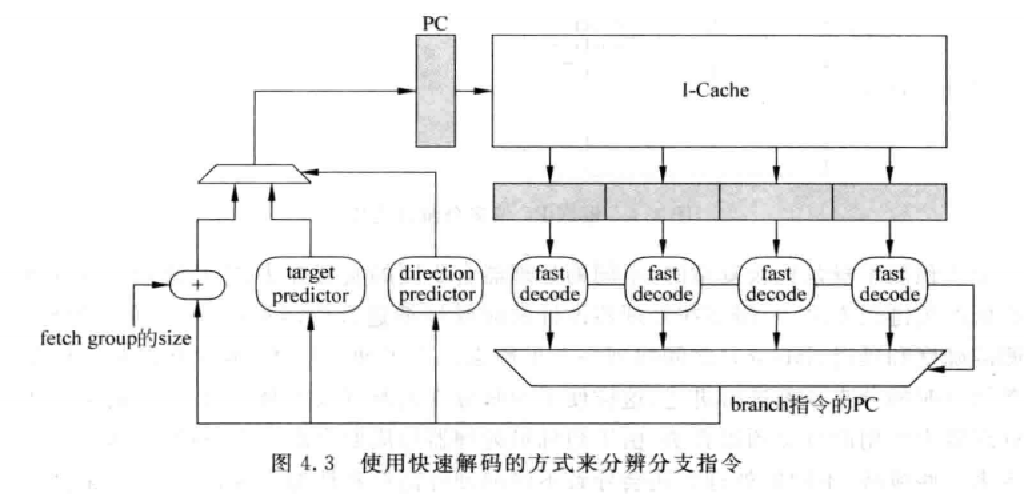 PC
I-Cache
target
predictor
direction
predictor
fast
decode
fast
decode
fast
decode
fast
decode
+
fetch group的size
branch指令的PC
图 4.3 使用快速解码的方式来分辨分支指令